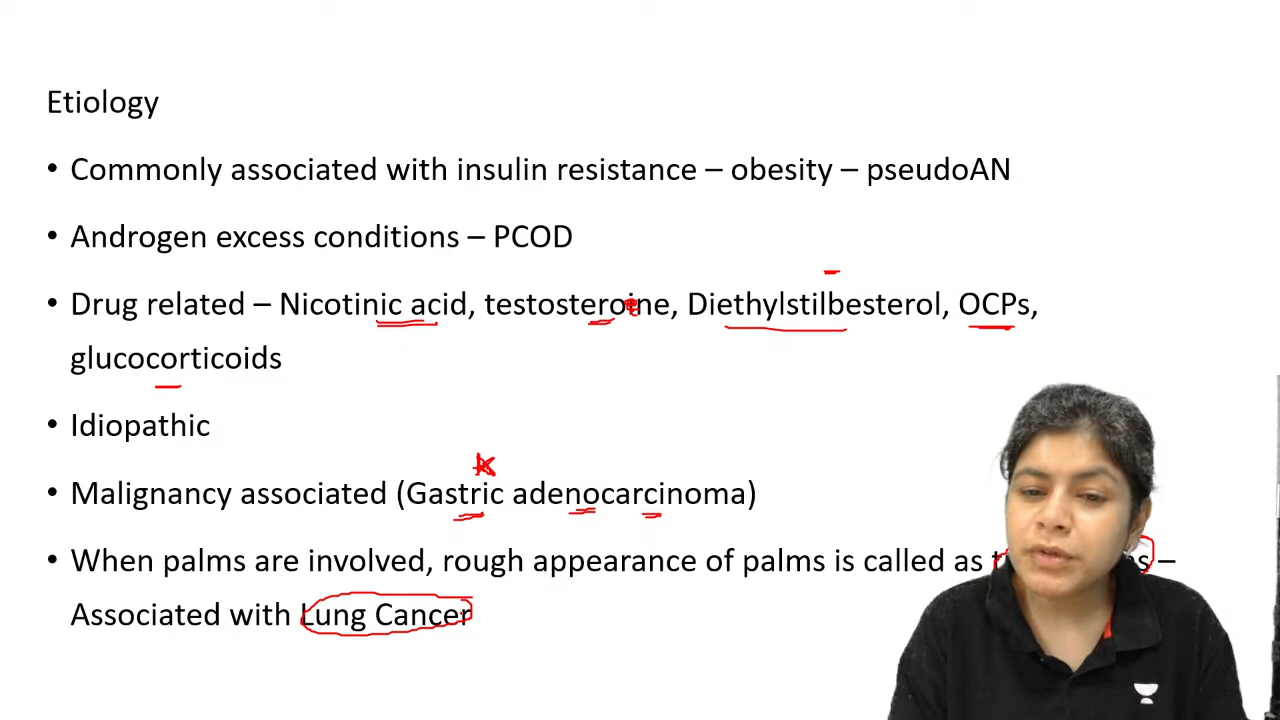 Etiology
• Commonly associated with insulin resistance – obesity – pseudoAN
• Androgen excess conditions – PCOD
• Drug related – Nicotinic acid, Diethylstilbesterol, OCPs,
glucocorticoids
• Idiopathic
• Malignancy associated (Gastric adenocarcinoma)
• When palms are involved, rough appearance of palms is called as –
Associated with Lung Cancer